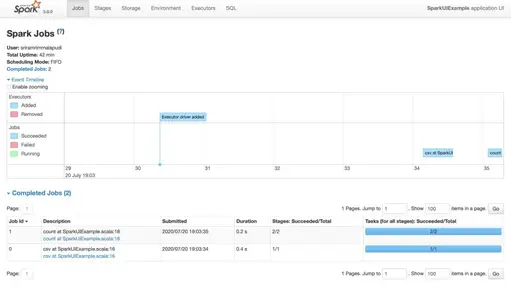 Spark 3.0.0 Jobs Stages Storage Environment Executors SQL SparkUIExample application UI
Spark Jobs (?)
User: sriramrimmalapudi
Total Uptime: 42 min
Scheduling Mode: FIFO
Completed Jobs: 2
Event Timeline
Enable zooming
Executors
Added
Removed
Executor driver added
Jobs
Succeeded
Failed
Running
csv at SparkUI
count
29 30 31 32 33 34 35
20 July 19:03
Completed Jobs (2)
Page: 1 1 Pages. Jump to 1 . Show 100 items in a page. Go
Job Id Description Submitted Duration Stages: Succeeded/Total Tasks (for all stages): Succeeded/Total
1 count at SparkUIExample.scala:18 2020/07/20 19:03:35 0.2 s 2/2 2/2
count at SparkUIExample.scala:18
0 csv at SparkUIExample.scala:16 2020/07/20 19:03:34 0.4 s 1/1 1/1
csv at SparkUIExample.scala:16
Page: 1 1 Pages. Jump to 1 . Show 100 items in a page. Go